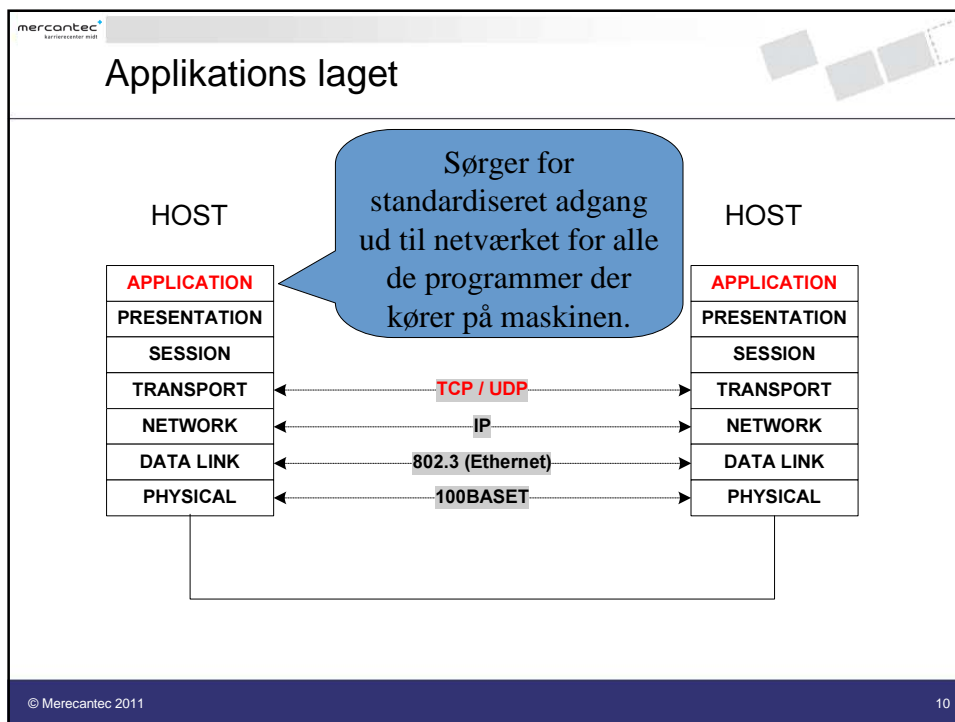 mercantec
karrierecenter midt
Applikations laget
Sørger for
standardiseret adgang
ud til netværket for alle
de programmer der
kører på maskinen.
HOST
HOST
APPLICATION
PRESENTATION
SESSION
TRANSPORT
NETWORK
DATA LINK
PHYSICAL
TCP / UDP
IP
802.3 (Ethernet)
100BASET
APPLICATION
PRESENTATION
SESSION
TRANSPORT
NETWORK
DATA LINK
PHYSICAL
© Merecantec 2011
10